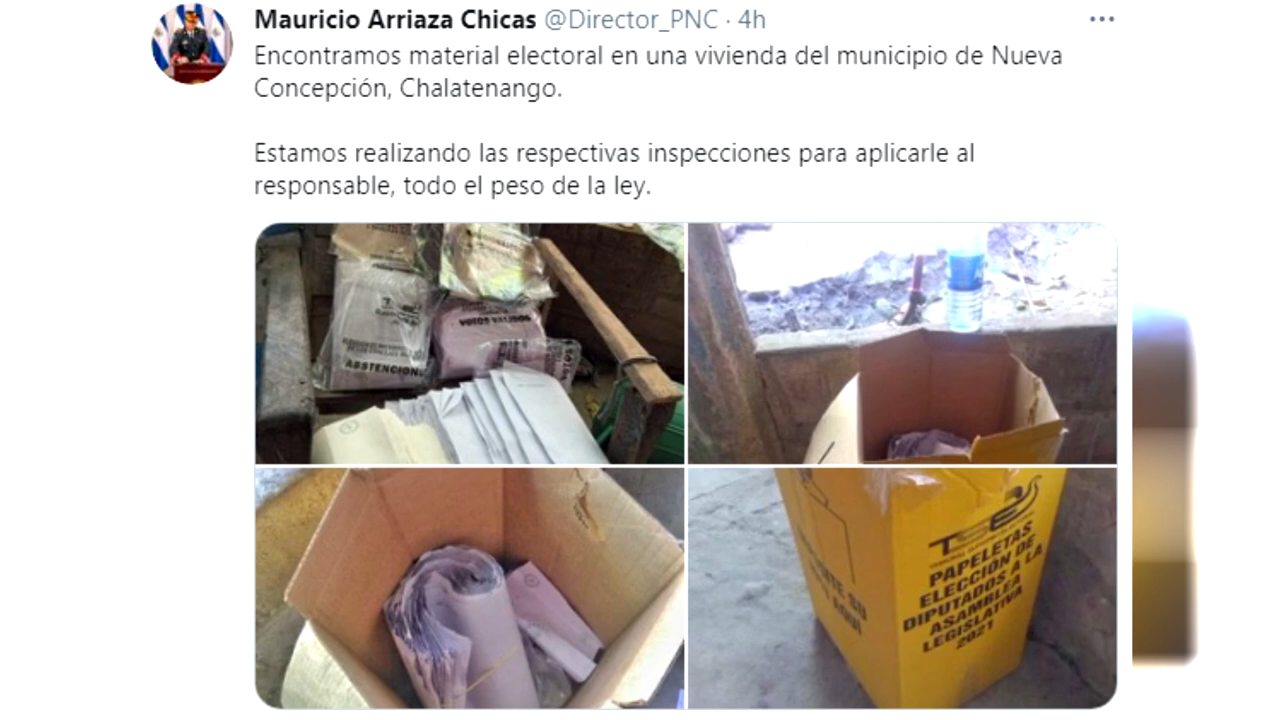 Mauricio Arriaza Chicas @Director_PNC · 4h
Encontramos material electoral en una vivienda del municipio de Nueva
Concepción, Chalatenango.
Estamos realizando las respectivas inspecciones para aplicarle al
responsable, todo el peso de la ley.
VOTOS VALIDOS
TSE
PAPELETAS
ELECCIÓN DE
DIPUTADOS A LA
ASAMBLEA
LEGISLATIVA
2021